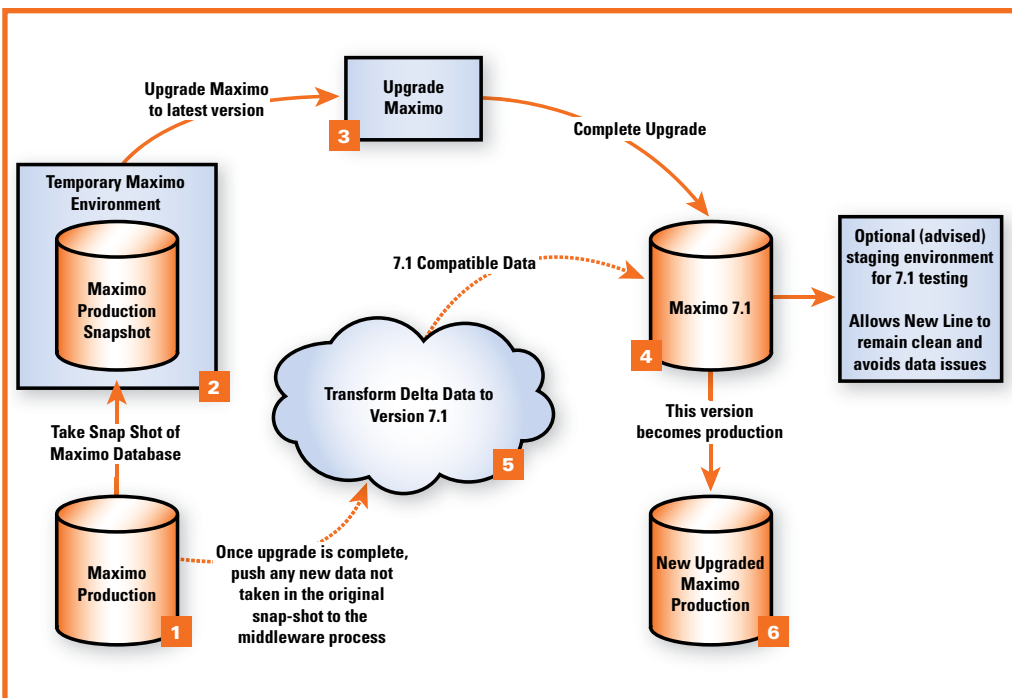 Upgrade Maximo
to latest version
Upgrade
Maximo
3
Complete Upgrade
Temporary Maximo
Environment
Maximo
Production
Snapshot
2
7.1 Compatible Data
Maximo 7.1
4
Optional (advised)
staging environment
for 7.1 testing
Allows New Line to
remain clean and
avoids data issues
Transform Delta Data to
Version 7.1
5
Take Snap Shot of
Maximo Database
This version
becomes production
Maximo
Production
1
Once upgrade is complete,
push any new data not
taken in the original
snap-shot to the
middleware process
New Upgraded
Maximo
Production
6